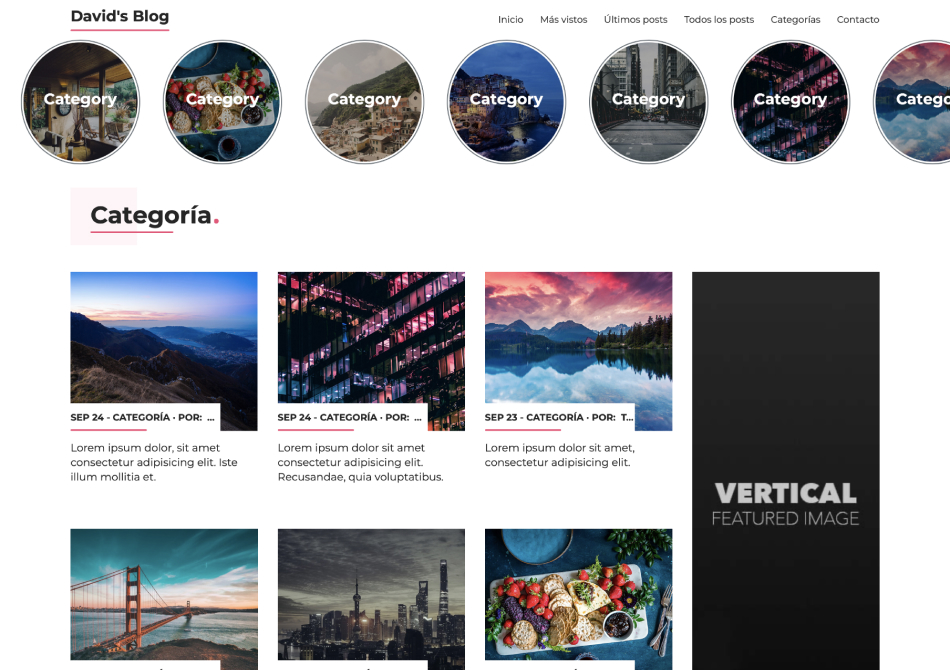 David's Blog
Inicio Más vistos Últimos posts Todos los posts Categorías Contacto
Category Category Category Category Category Category Catego
Categoría.
SEP 24 - CATEGORÍA · POR: ... SEP 24 - CATEGORÍA · POR: ... SEP 23 - CATEGORÍA · POR: T...
Lorem ipsum dolor, sit amet
consectetur adipisicing elit. Iste
illum mollitia et.
Lorem ipsum dolor sit amet
consectetur adipisicing elit.
Recusandae, quia voluptatibus.
Lorem ipsum dolor sit amet,
consectetur adipisicing elit.
VERTICAL
FEATURED IMAGE